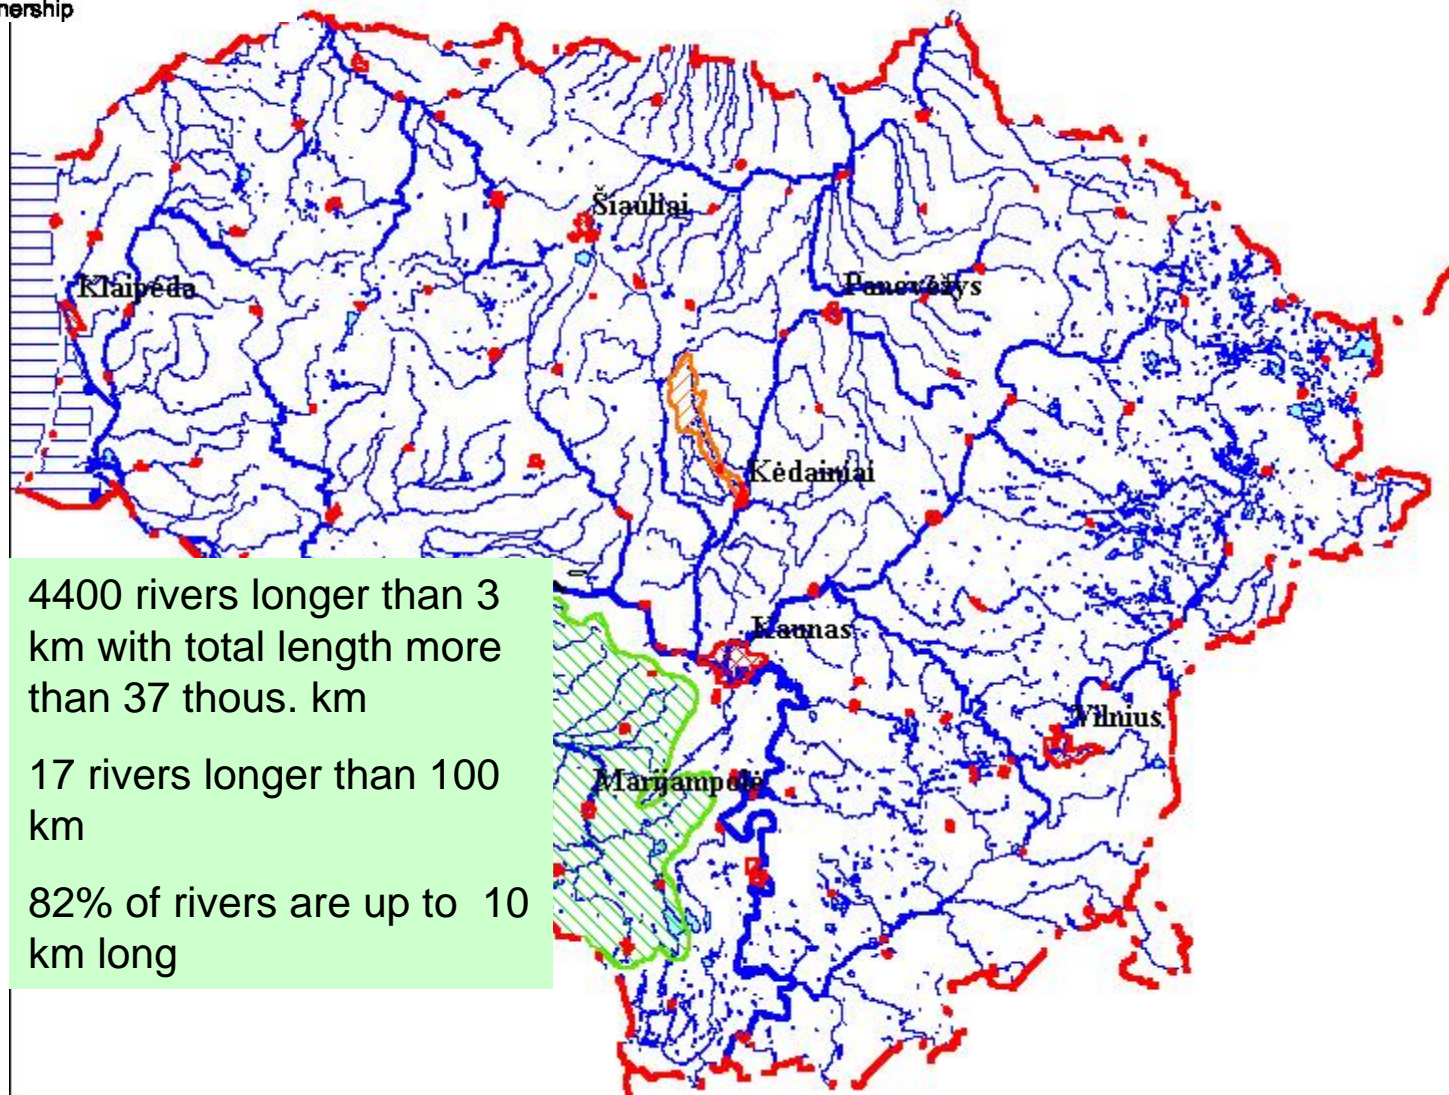 Šiauliai
Klaipėda
Panevėžys
Kėdainiai
Kaunas
Vilnius
Marijampolė
4400 rivers longer than 3
km with total length more
than 37 thous. km
17 rivers longer than 100
km
82% of rivers are up to 10
km long